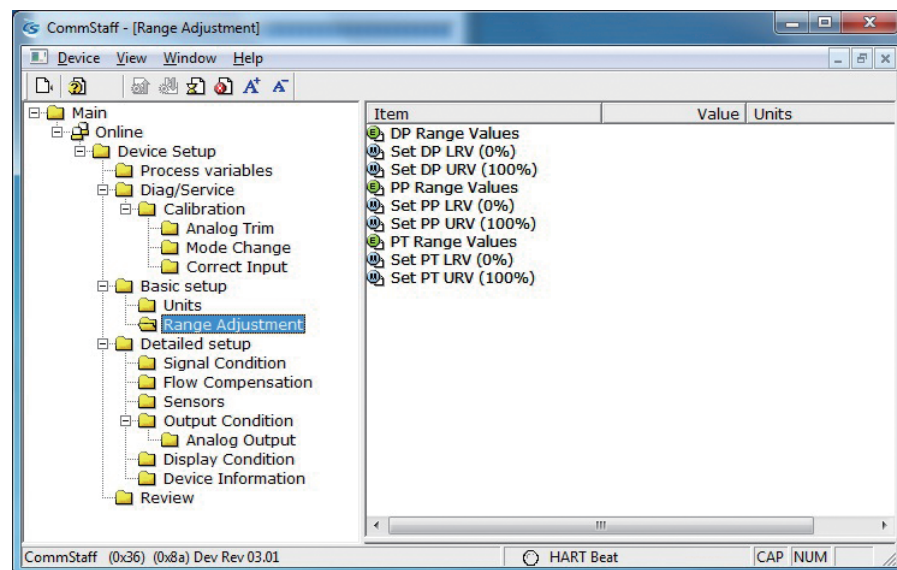 CommStaff - [Range Adjustment]
Device View Window Help
Main
Online
Device Setup
Process variables
Diag/Service
Calibration
Analog Trim
Mode Change
Correct Input
Basic setup
Units
Range Adjustment
Detailed setup
Signal Condition
Flow Compensation
Sensors
Output Condition
Analog Output
Display Condition
Device Information
Review
Item Value Units
DP Range Values
Set DP LRV (0%)
Set DP URV (100%)
PP Range Values
Set PP LRV (0%)
Set PP URV (100%)
PT Range Values
Set PT LRV (0%)
Set PT URV (100%)
CommStaff (0x36) (0x8a) Dev Rev 03.01 HART Beat CAP NUM